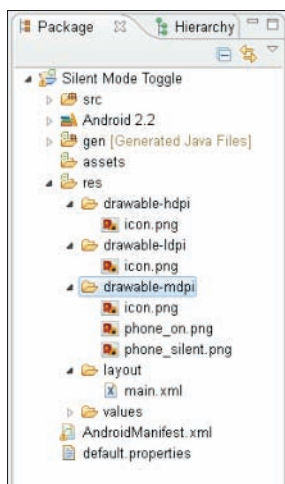 Package Hierarchy
Silent Mode Toggle
src
Android 2.2
gen [Generated Java Files]
assets
res
drawable-hdpi
icon.png
drawable-ldpi
icon.png
drawable-mdpi
icon.png
phone_on.png
phone_silent.png
layout
main.xml
values
AndroidManifest.xml
default.properties